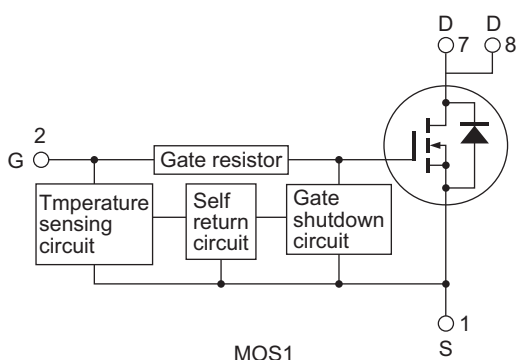 D D
7 8
2
G
Gate resistor
Tmperature
sensing
circuit
Self
return
circuit
Gate
shutdown
circuit
1
S
MOS1